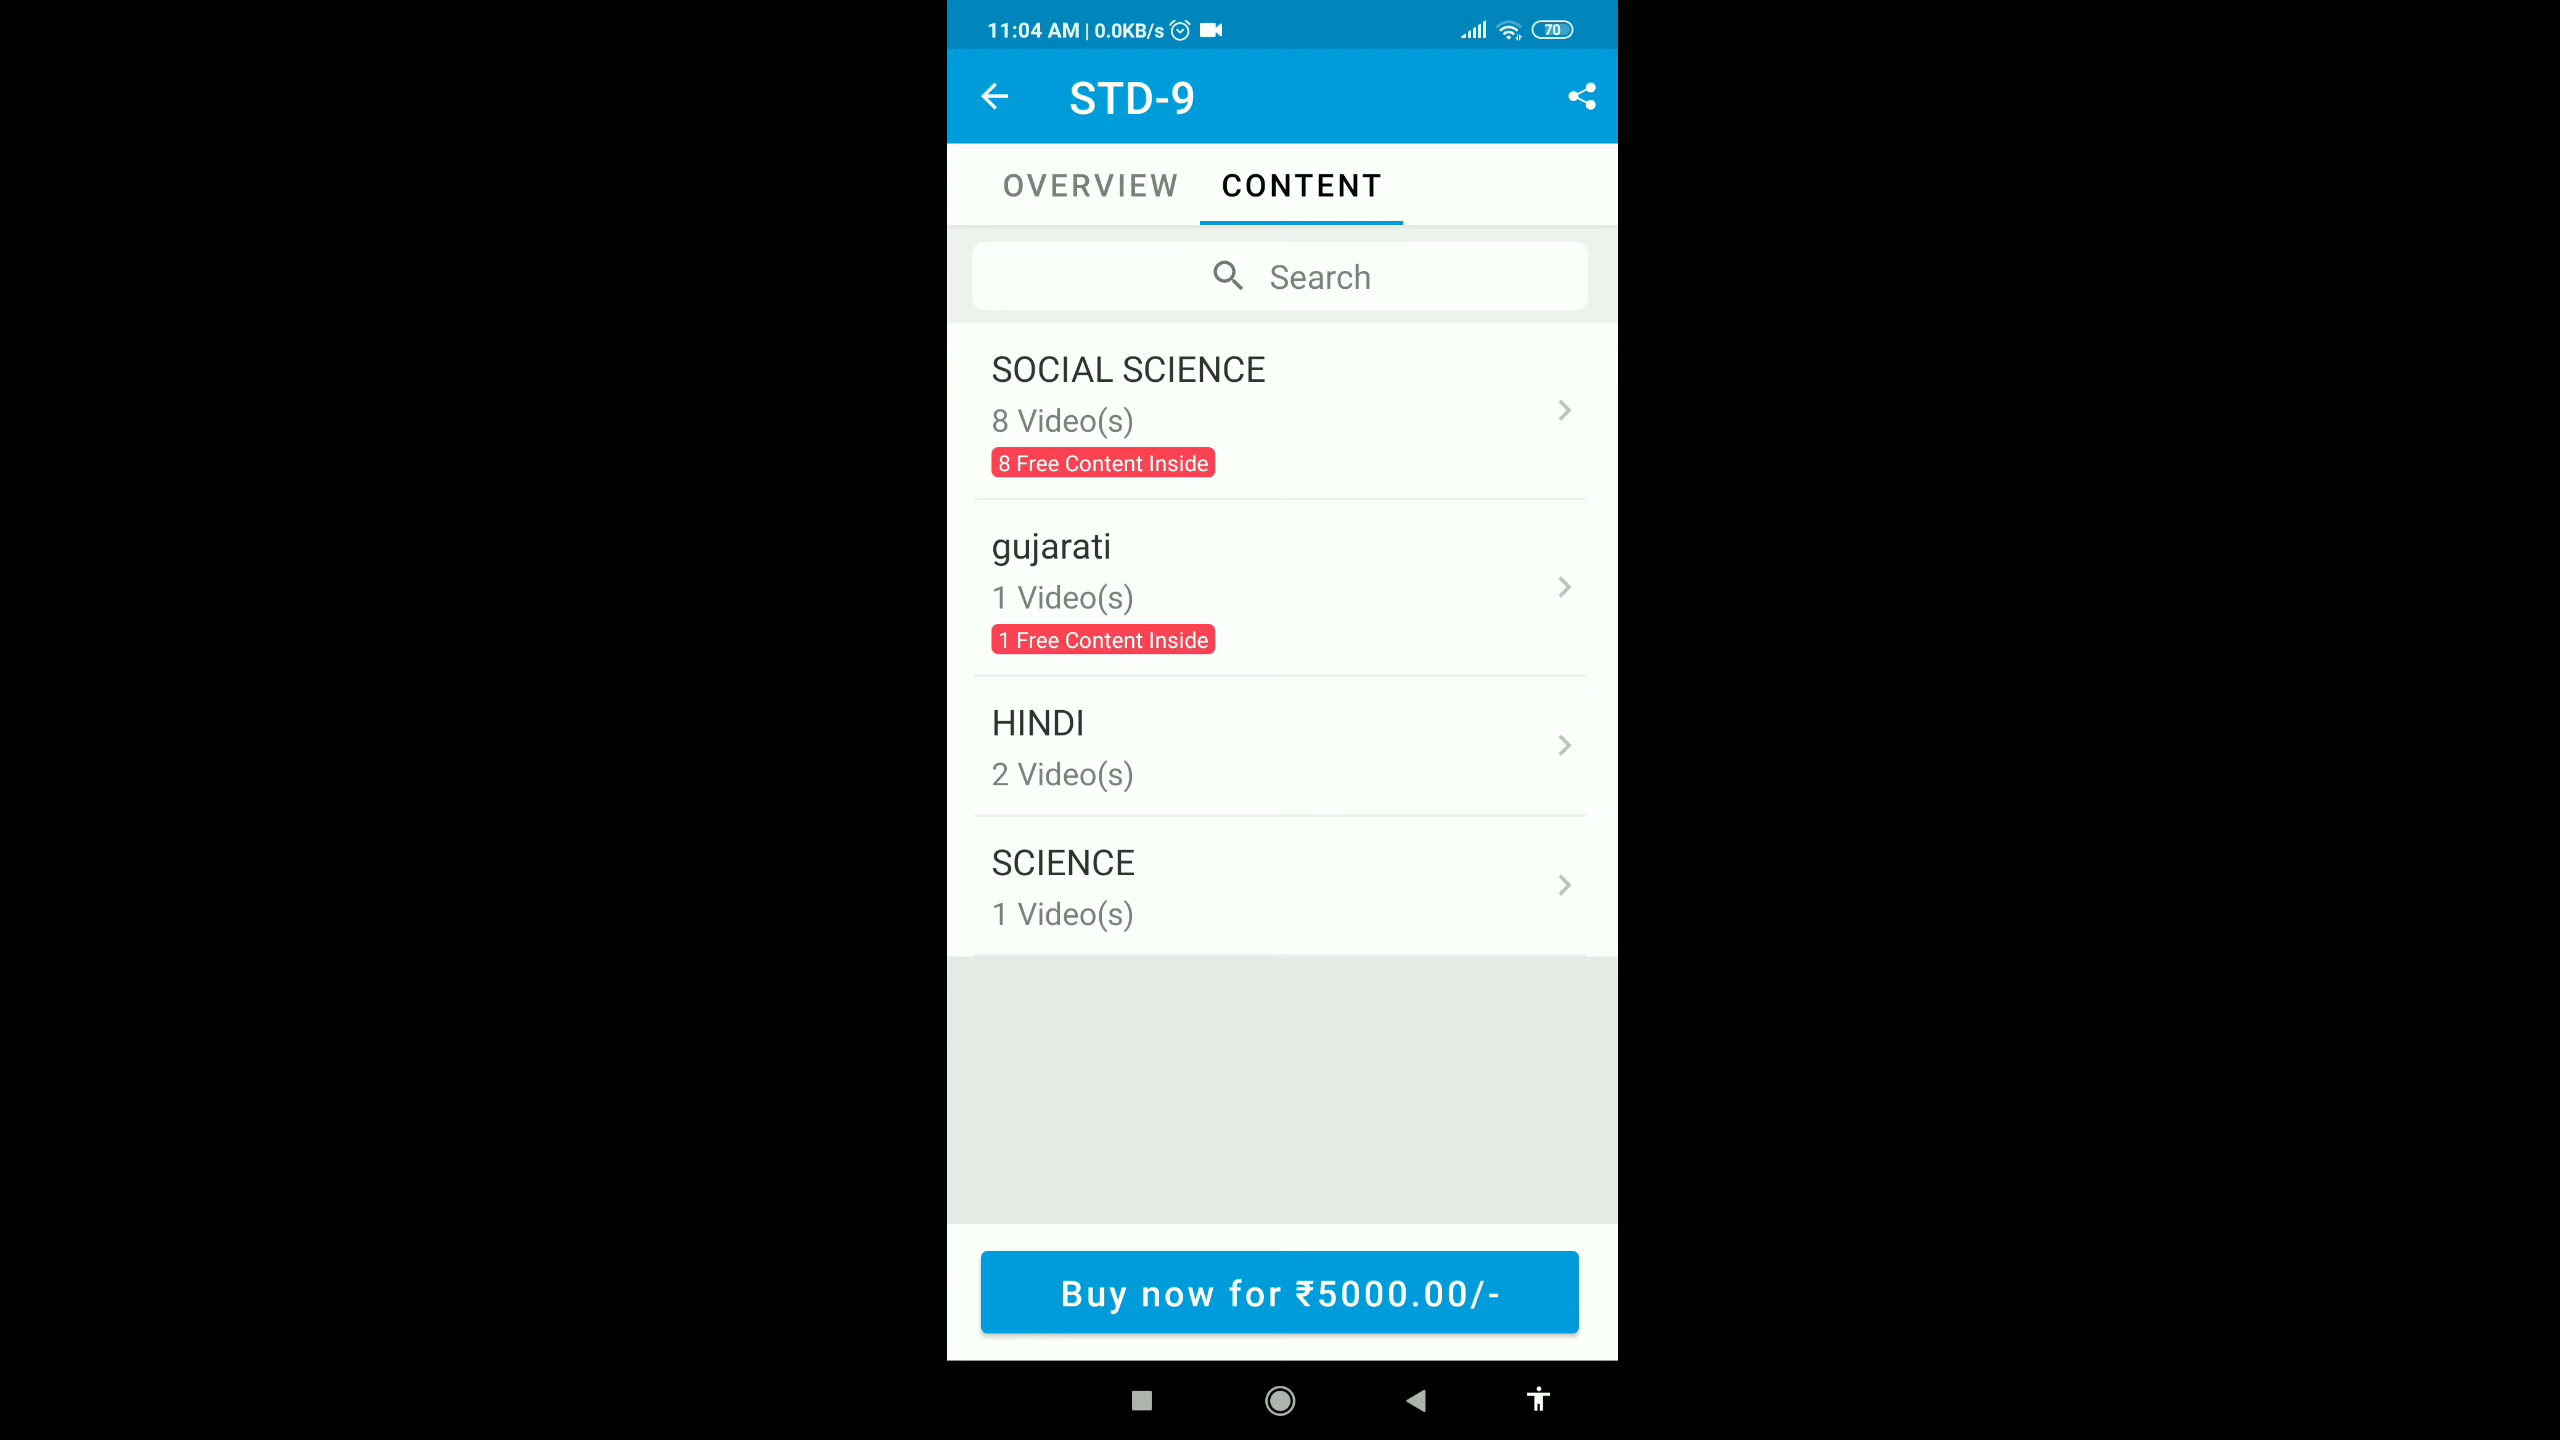 11:04 AM | 0.0KB/s 70
STD-9
OVERVIEW CONTENT
Search
SOCIAL SCIENCE
8 Video(s)
8 Free Content Inside
gujarati
1 Video(s)
1 Free Content Inside
HINDI
2 Video(s)
SCIENCE
1 Video(s)
Buy now for ₹5000.00/-